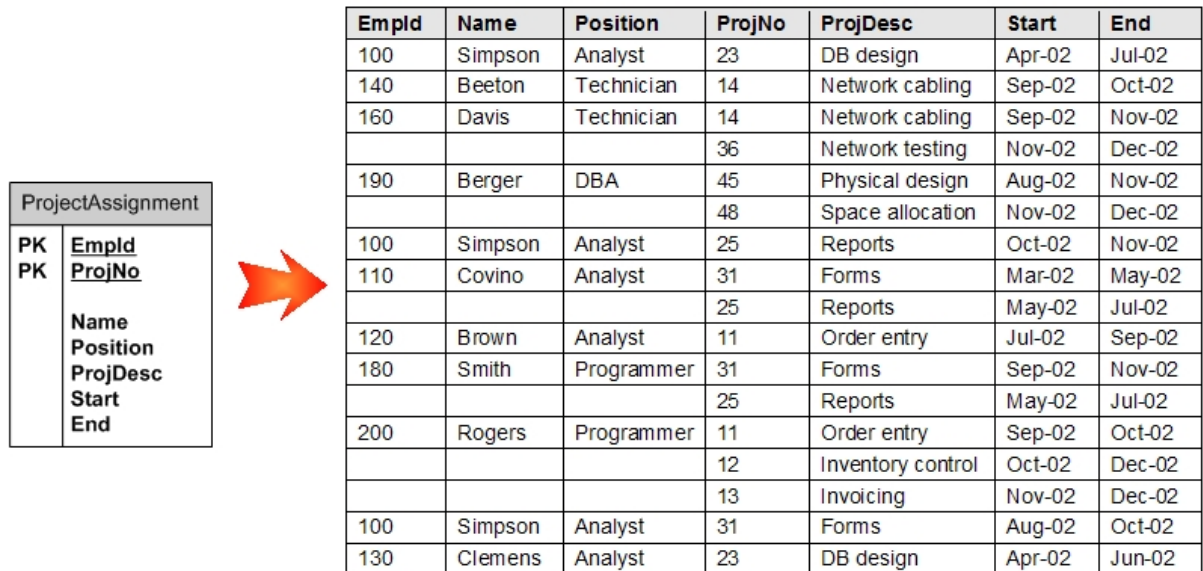 ProjectAssignment
PK EmpId
PK ProjNo
Name
Position
ProjDesc
Start
End
EmpId Name Position ProjNo ProjDesc Start End
100 Simpson Analyst 23 DB design Apr-02 Jul-02
140 Beeton Technician 14 Network cabling Sep-02 Oct-02
160 Davis Technician 14 Network cabling Sep-02 Nov-02
36 Network testing Nov-02 Dec-02
190 Berger DBA 45 Physical design Aug-02 Nov-02
48 Space allocation Nov-02 Dec-02
100 Simpson Analyst 25 Reports Oct-02 Nov-02
110 Covino Analyst 31 Forms Mar-02 May-02
25 Reports May-02 Jul-02
120 Brown Analyst 11 Order entry Jul-02 Sep-02
180 Smith Programmer 31 Forms Sep-02 Nov-02
25 Reports May-02 Jul-02
200 Rogers Programmer 11 Order entry Sep-02 Oct-02
12 Inventory control Oct-02 Dec-02
13 Invoicing Nov-02 Dec-02
100 Simpson Analyst 31 Forms Aug-02 Oct-02
130 Clemens Analyst 23 DB design Apr-02 Jun-02